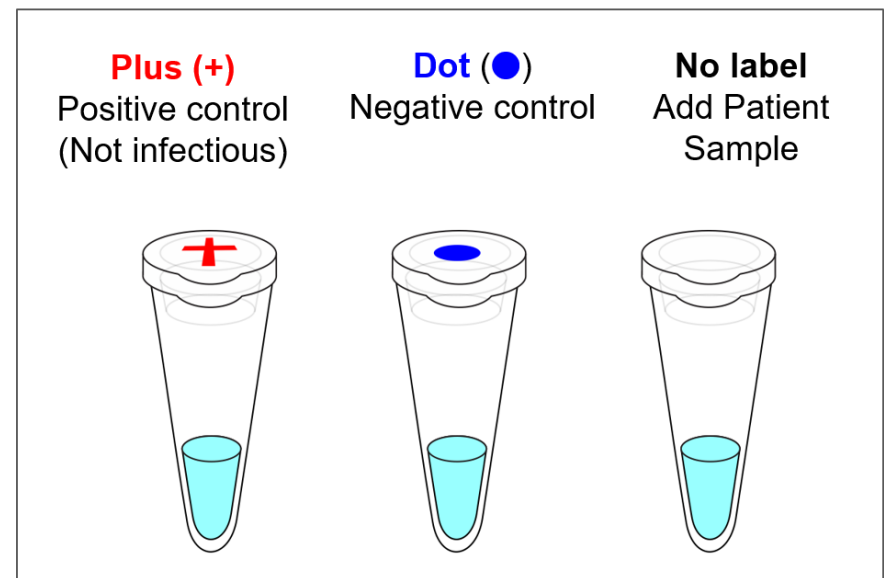 Plus (+)
Positive control
(Not infectious)
Dot (●)
Negative control
No label
Add Patient
Sample